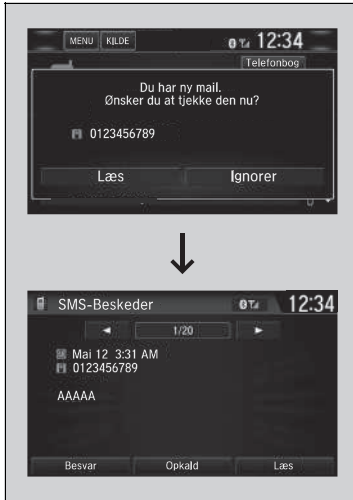 MENU KJLDE 12:34
Telefonbog
Du har ny mail.
Ønsker du at tjekke den nu?
0123456789
Læs Ignorer
SMS-Beskeder 12:34
1/20
Mai 12 3:31 AM
0123456789
AAAAA
Besvar Opkald Læs